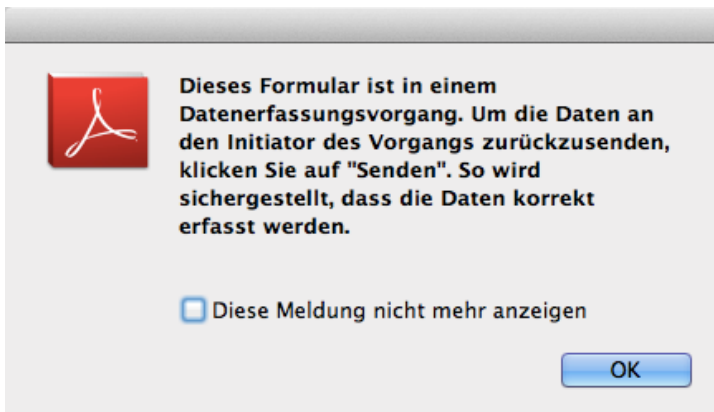 Dieses Formular ist in einem
Datenerfassungsvorgang. Um die Daten an
den Initiator des Vorgangs zurückzusenden,
klicken Sie auf "Senden". So wird
sichergestellt, dass die Daten korrekt
erfasst werden.
Diese Meldung nicht mehr anzeigen
OK